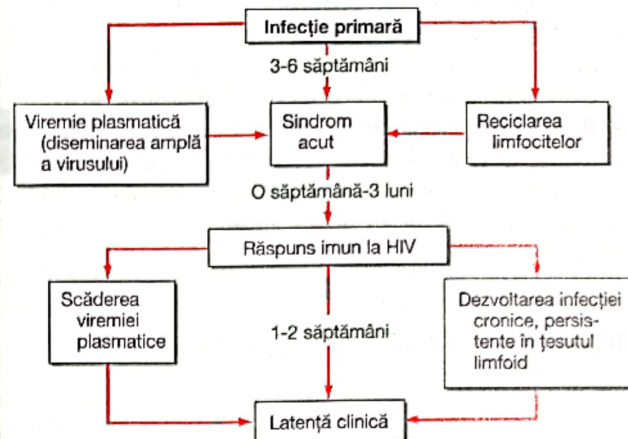 Infecție primară
3-6 săptămâni
Viremie plasmatică
(diseminarea amplă
a virusului)
Sindrom
acut
Reciclarea
limfocitelor
O săptămână-3 luni
Răspuns imun la HIV
Scăderea
viremiei
plasmatice
1-2 săptămâni
Dezvoltarea infecției
cronice, persis-
tente în țesutul
limfoid
Latență clinică